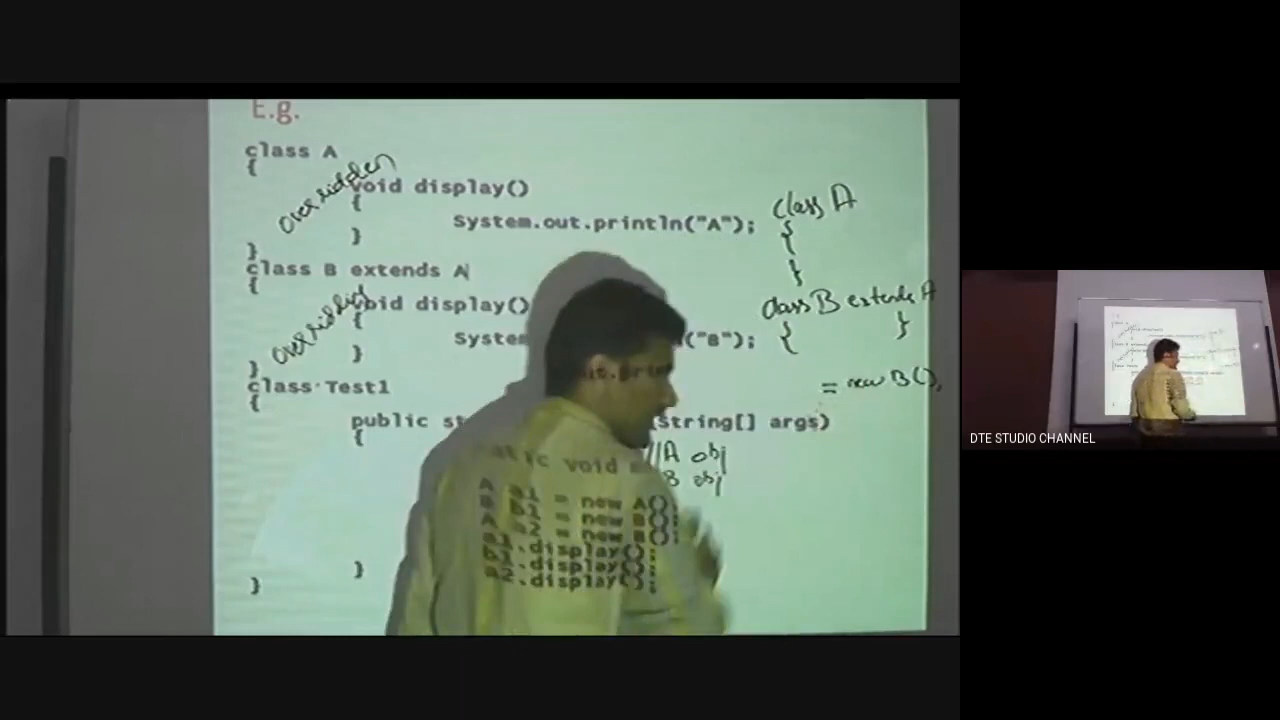 E.g.
class A
{
Overridden
void display()
{
System.out.println("A");
}
}
class B extends A
{
Overriding
void display()
{
"B");
}
}
class Test1
{
public String[] args)
{
void
A a1 = new A();
B b1 = new B();
A a2 = new B();
a1.display();
b1.display();
a2.display();
}
}
class A
{
}
class B extends A
{ }
= new B();
//A obj
B obj
DTE STUDIO CHANNEL